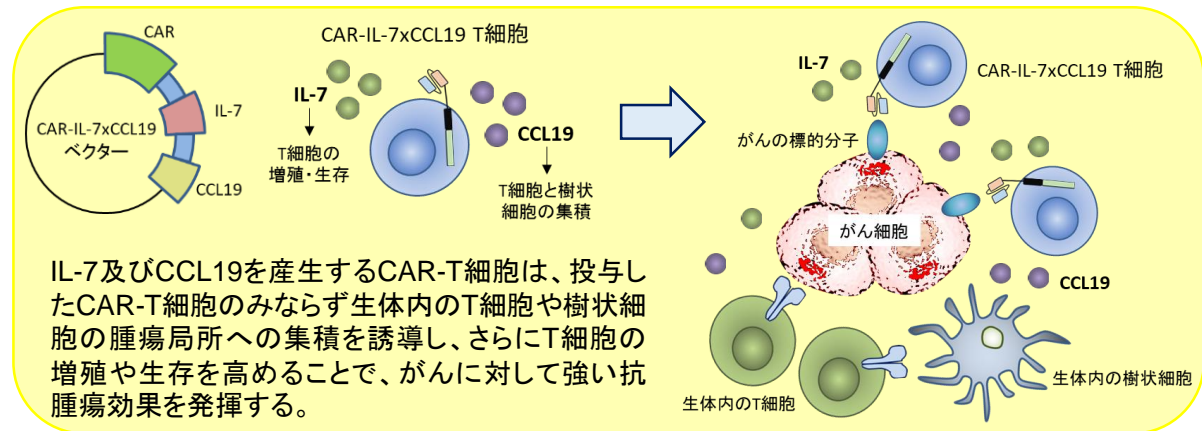 CAR
CAR-IL-7xCCL19
ベクター
IL-7
CCL19
CAR-IL-7xCCL19 T細胞
IL-7
T細胞の
増殖・生存
CCL19
T細胞と樹状
細胞の集積
IL-7
CAR-IL-7xCCL19 T細胞
がんの標的分子
がん細胞
CCL19
生体内のT細胞
生体内の樹状細胞
IL-7及びCCL19を産生するCAR-T細胞は、投与し
たCAR-T細胞のみならず生体内のT細胞や樹状細
胞の腫瘍局所への集積を誘導し、さらにT細胞の
増殖や生存を高めることで、がんに対して強い抗
腫瘍効果を発揮する。